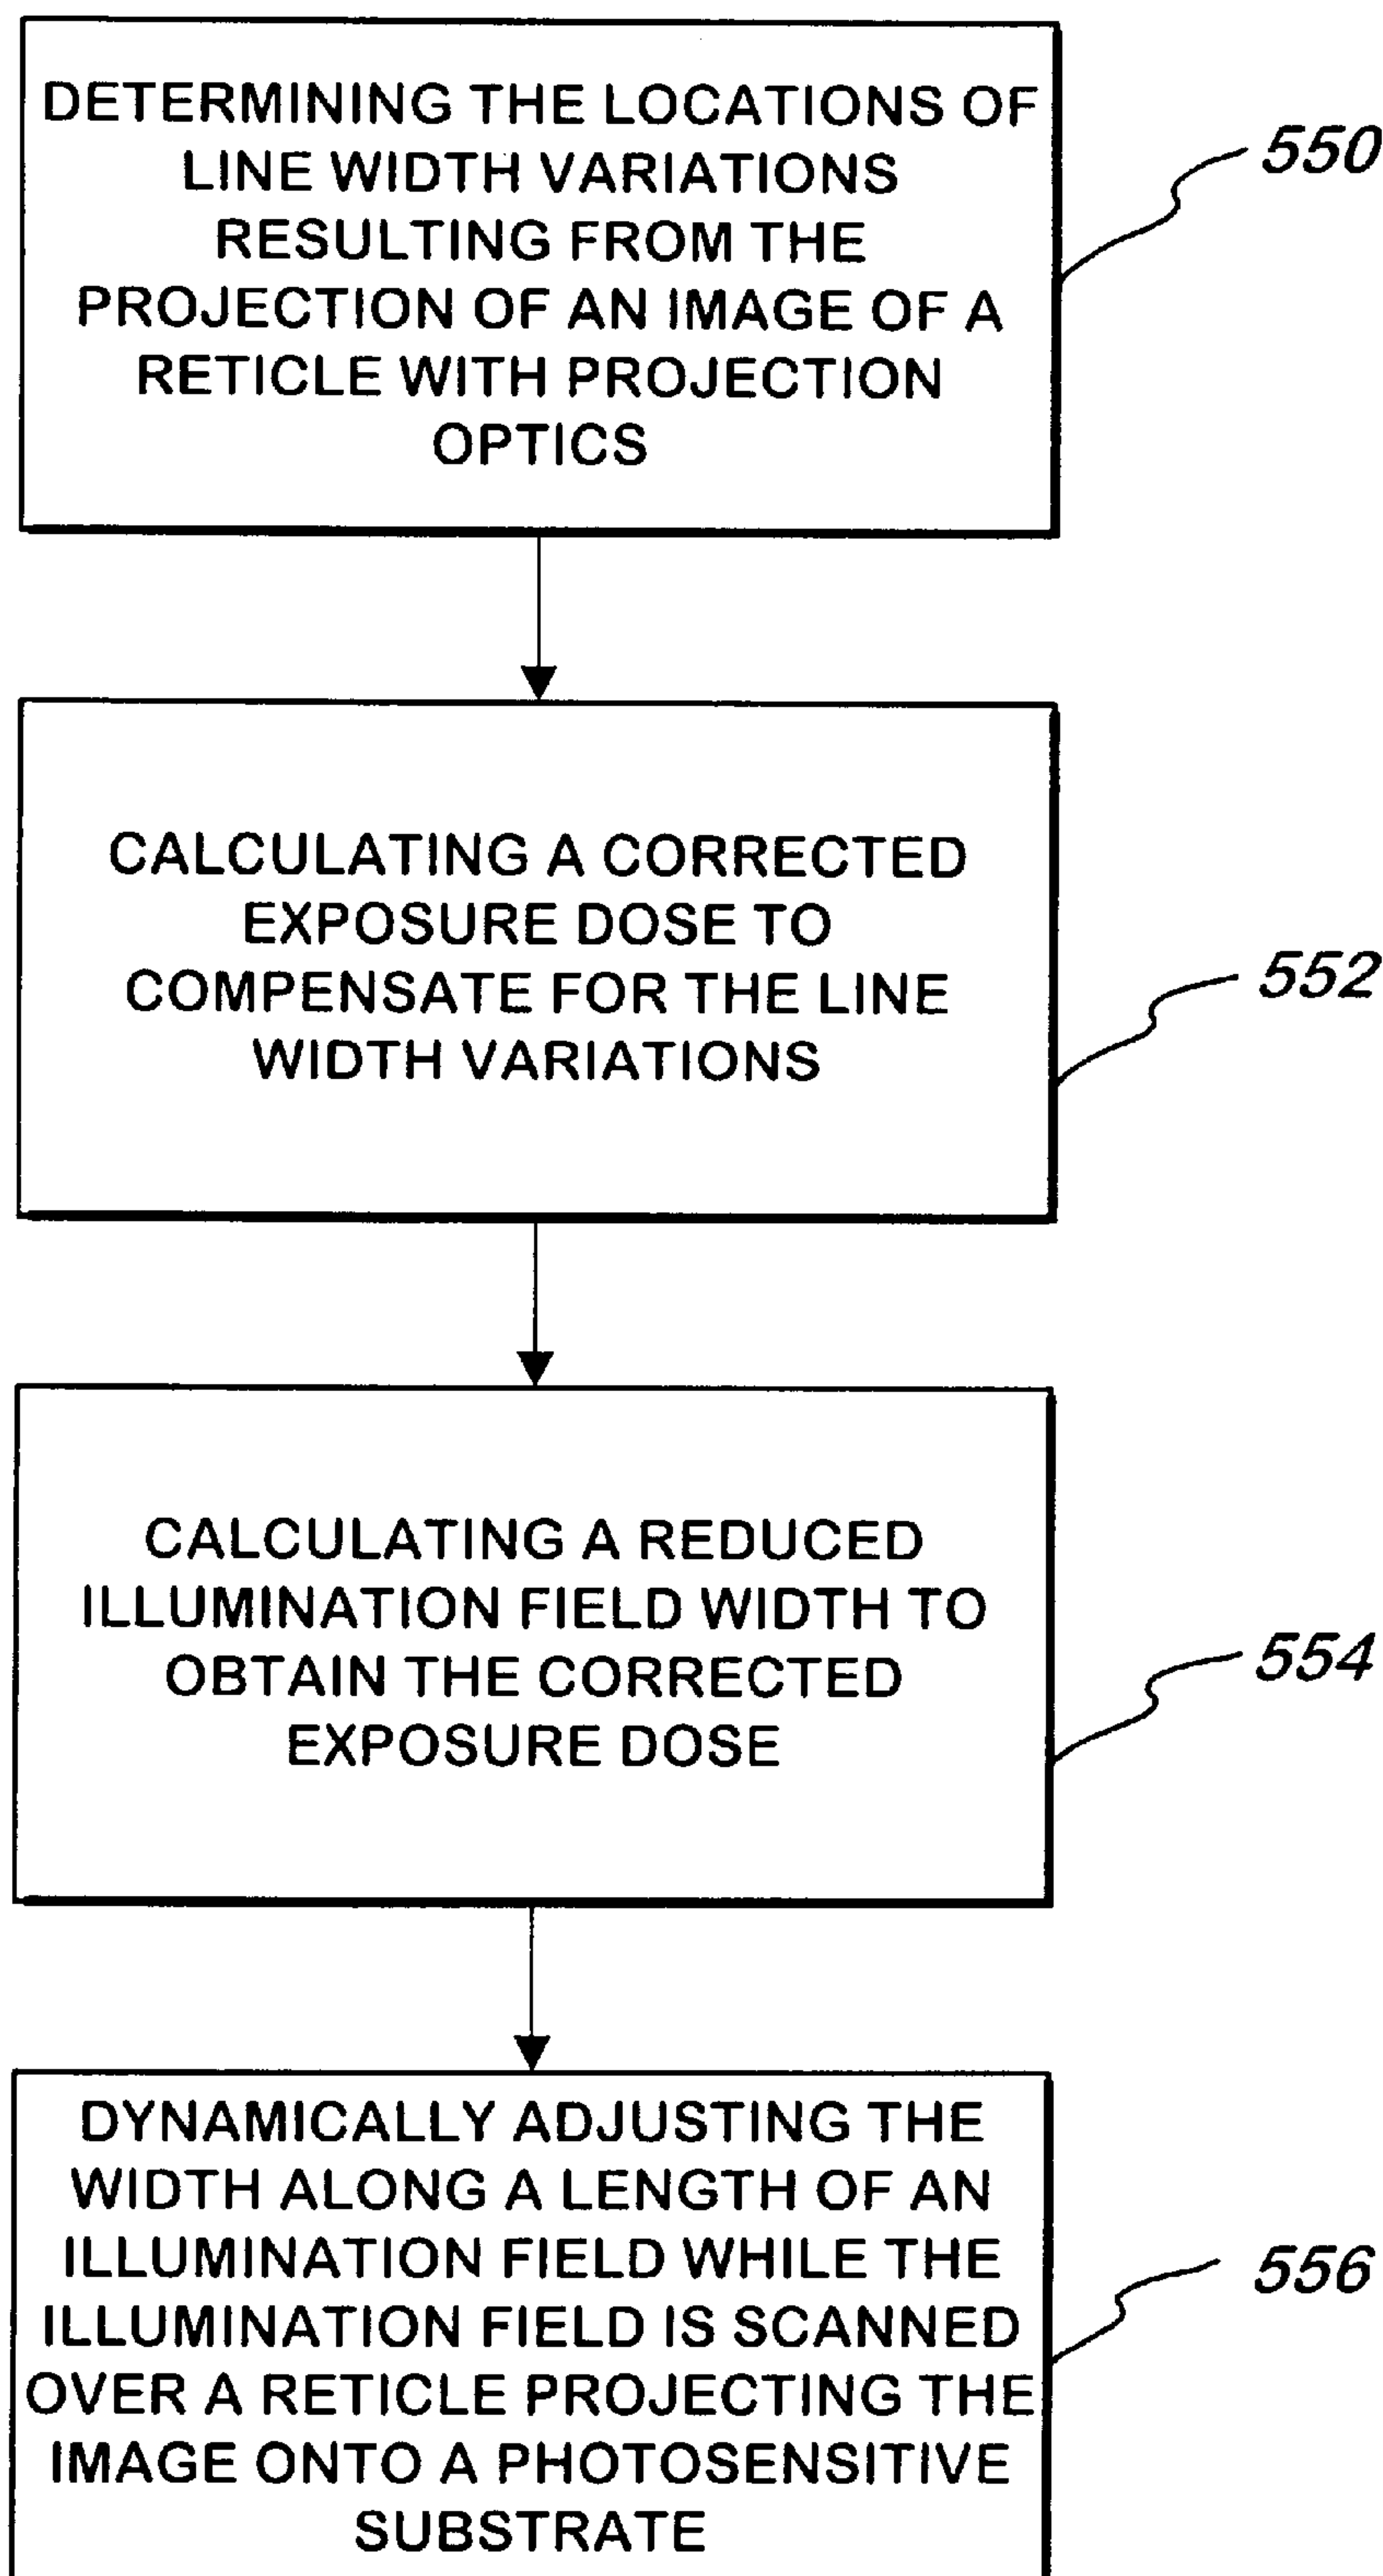 DETERMINING THE LOCATIONS OF
LINE WIDTH VARIATIONS
RESULTING FROM THE
PROJECTION OF AN IMAGE OF A
RETICLE WITH PROJECTION
OPTICS
550
CALCULATING A CORRECTED
EXPOSURE DOSE TO
COMPENSATE FOR THE LINE
WIDTH VARIATIONS
552
CALCULATING A REDUCED
ILLUMINATION FIELD WIDTH TO
OBTAIN THE CORRECTED
EXPOSURE DOSE
554
DYNAMICALLY ADJUSTING THE
WIDTH ALONG A LENGTH OF AN
ILLUMINATION FIELD WHILE THE
ILLUMINATION FIELD IS SCANNED
OVER A RETICLE PROJECTING THE
IMAGE ONTO A PHOTOSENSITIVE
SUBSTRATE
556